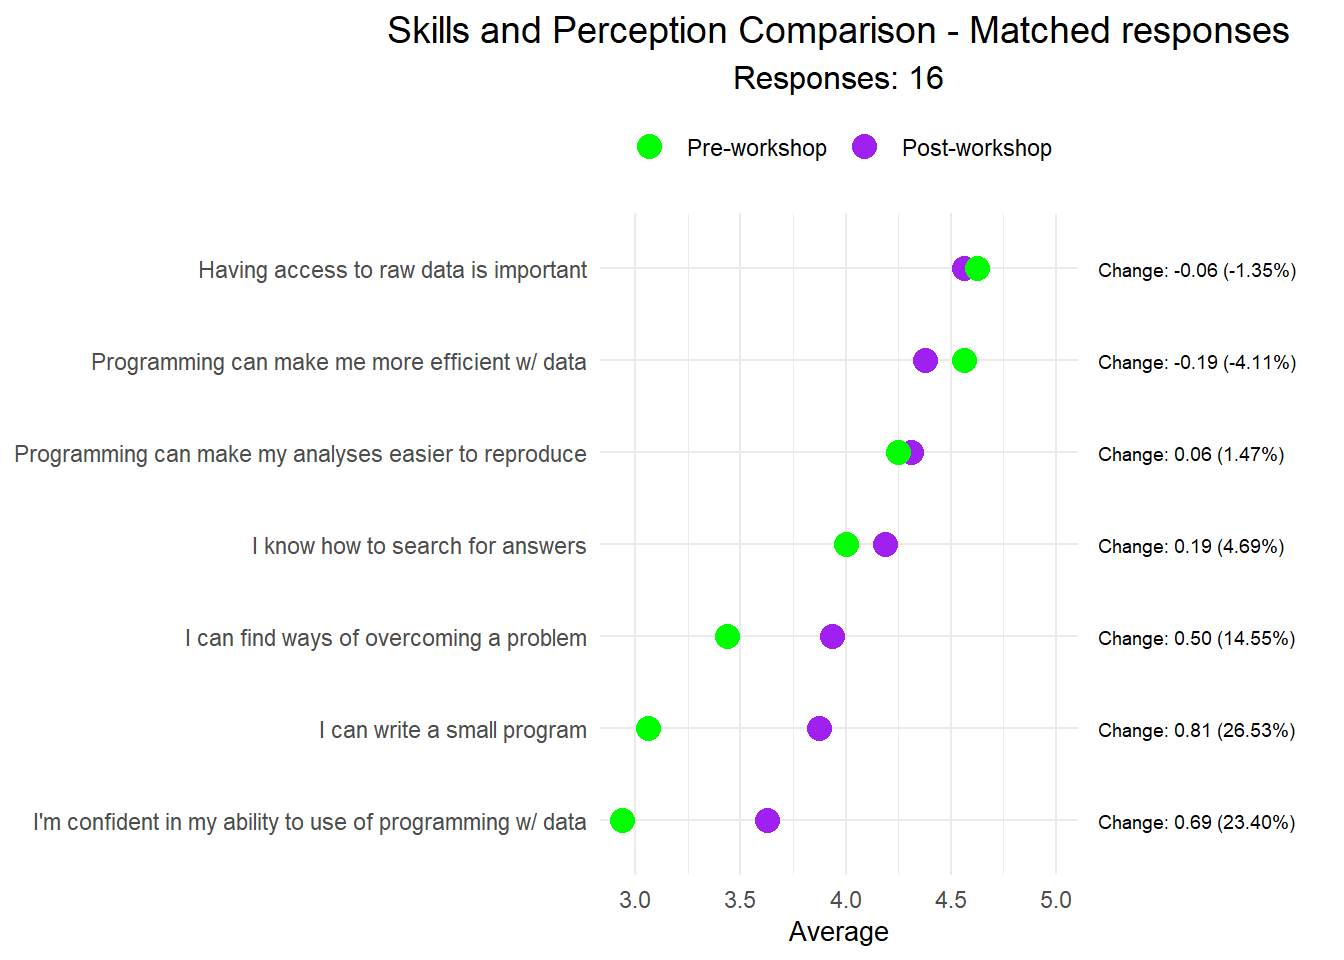 Skills and Perception Comparison - Matched responses
Responses: 16
Pre-workshop Post-workshop
Having access to raw data is important Change: -0.06 (-1.35%)
Programming can make me more efficient w/ data Change: -0.19 (-4.11%)
Programming can make my analyses easier to reproduce Change: 0.06 (1.47%)
I know how to search for answers Change: 0.19 (4.69%)
I can find ways of overcoming a problem Change: 0.50 (14.55%)
I can write a small program Change: 0.81 (26.53%)
I'm confident in my ability to use of programming w/ data Change: 0.69 (23.40%)
3.0 3.5 4.0 4.5 5.0
Average